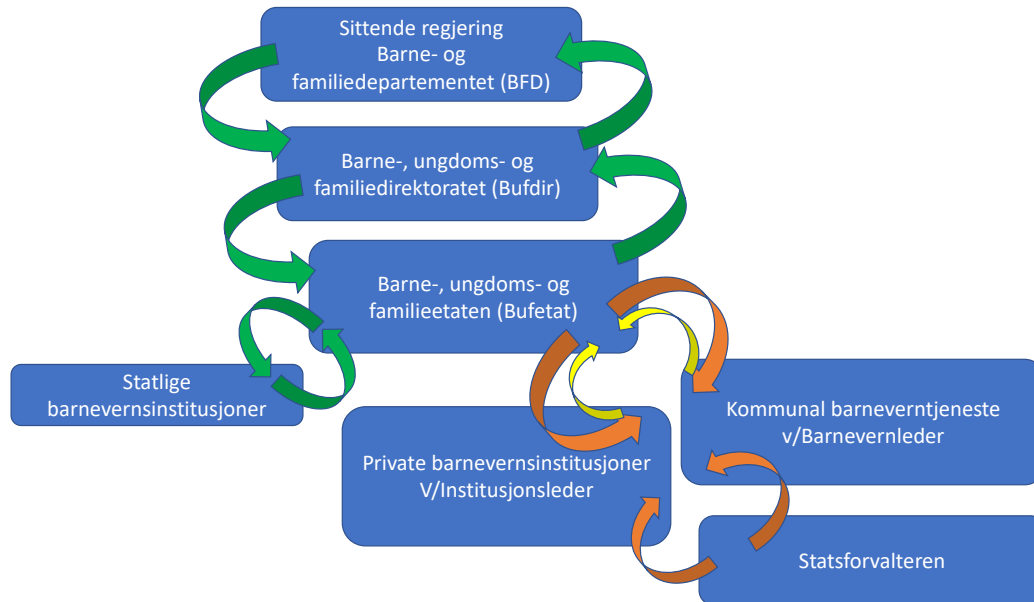 Sittende regjering
Barne- og
familiedepartementet (BFD)
Barne-, ungdoms- og
familiedirektoratet (Bufdir)
Barne-, ungdoms- og
familieetaten (Bufetat)
Statlige
barnevernsinstitusjoner
Kommunal barneverntjeneste
v/Barnevernleder
Private barnevernsinstitusjoner
V/Institusjonsleder
Statsforvalteren